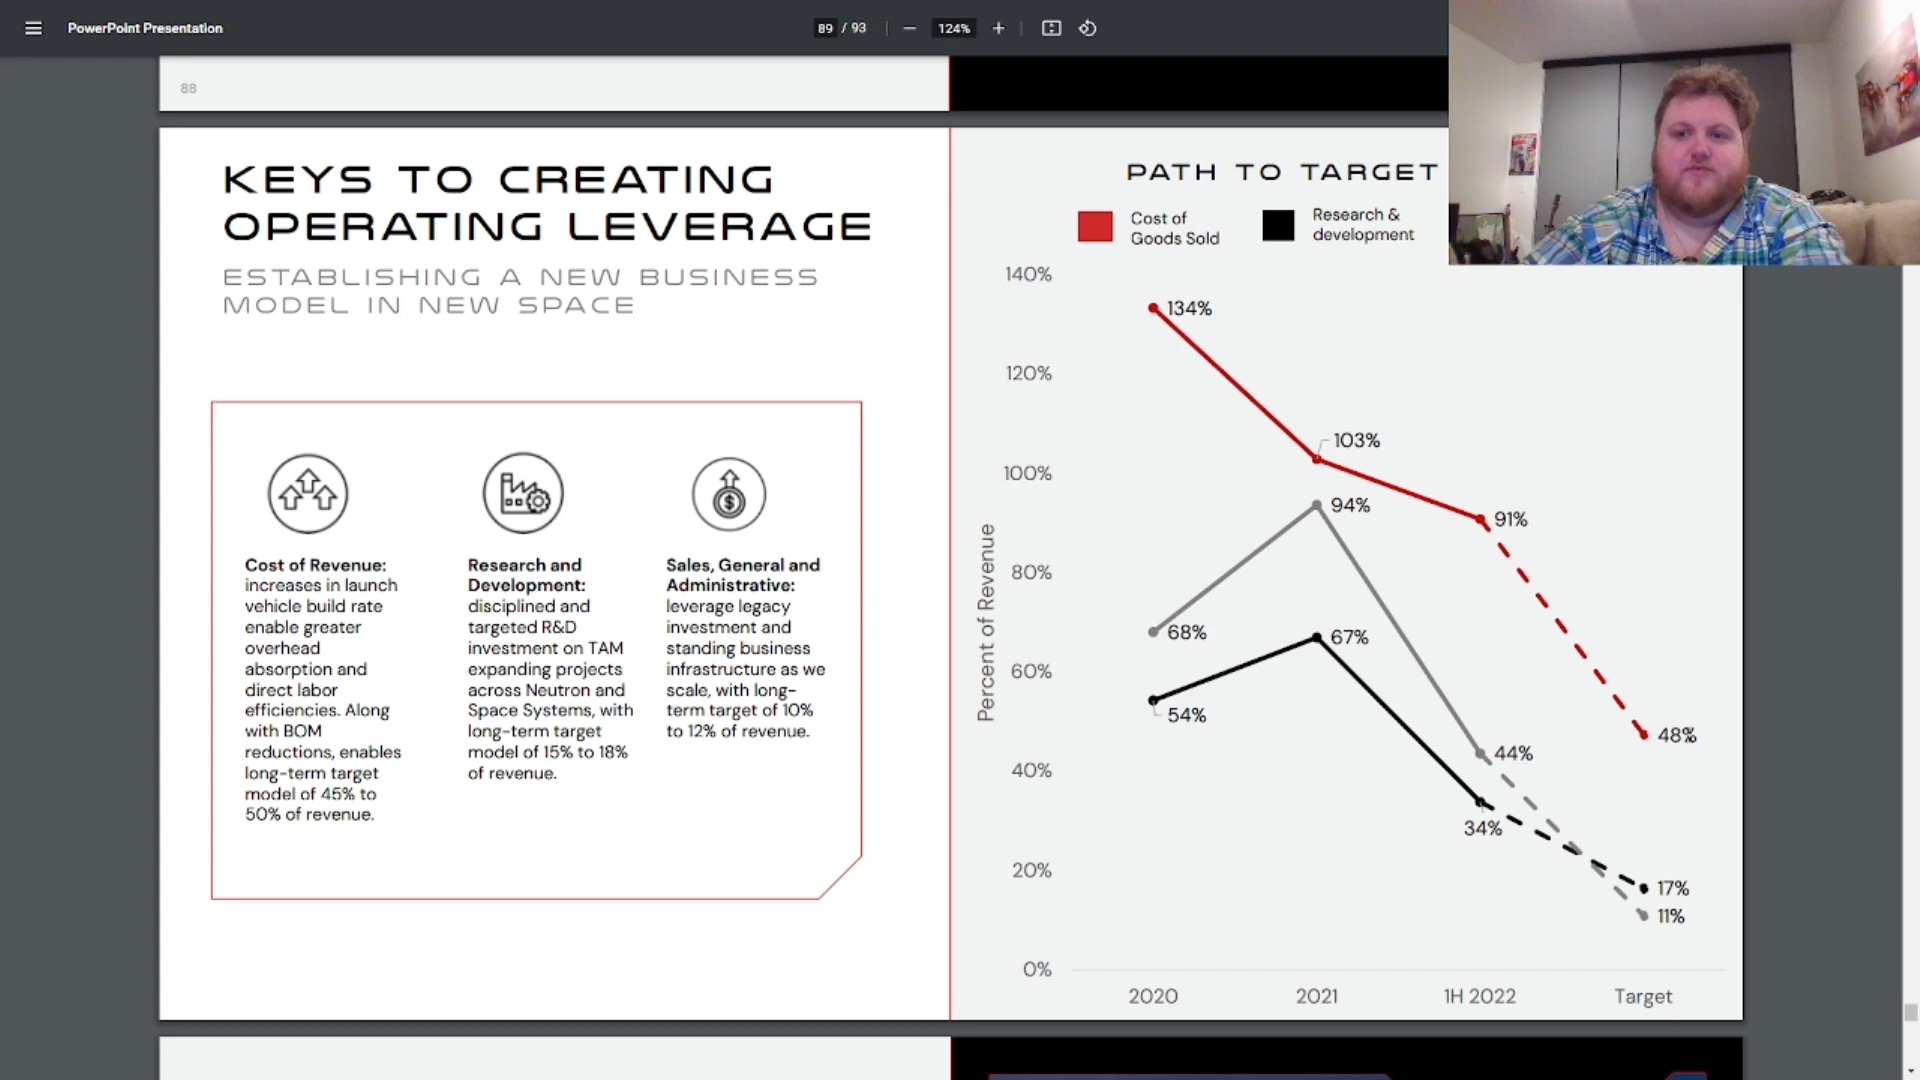 PowerPoint Presentation
89 / 93
124%
88
KEYS TO CREATING
OPERATING LEVERAGE
ESTABLISHING A NEW BUSINESS
MODEL IN NEW SPACE
Cost of Revenue:
increases in launch
vehicle build rate
enable greater
overhead
absorption and
direct labor
efficiencies. Along
with BOM
reductions, enables
long-term target
model of 45% to
50% of revenue.
Research and
Development:
disciplined and
targeted R&D
investment on TAM
expanding projects
across Neutron and
Space Systems, with
long-term target
model of 15% to 18%
of revenue.
Sales, General and
Administrative:
leverage legacy
investment and
standing business
infrastructure as we
scale, with long-
term target of 10%
to 12% of revenue.
PATH TO TARGET
Cost of
Goods Sold
Research &
development
Percent of Revenue
140%
120%
100%
80%
60%
40%
20%
0%
134%
103%
91%
48%
68%
94%
44%
11%
54%
67%
34%
17%
2020
2021
1H 2022
Target